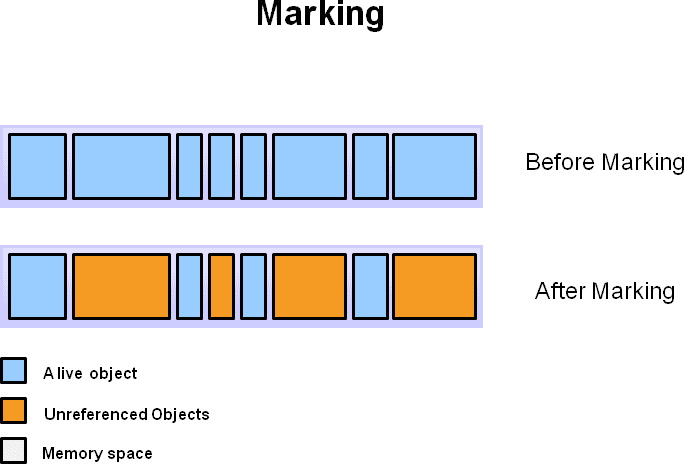 Marking
Before Marking
After Marking
A live object
Unreferenced Objects
Memory space